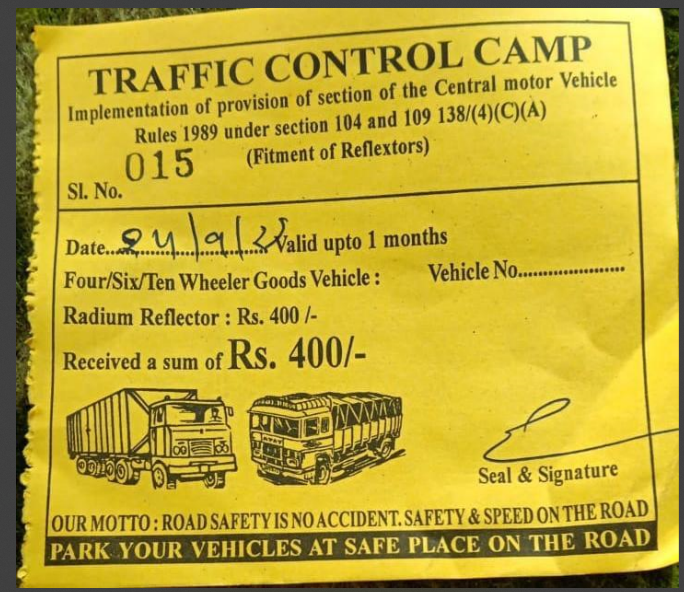 TRAFFIC CONTROL CAMP
Implementation of provision of section of the Central motor Vehicle
Rules 1989 under section 104 and 109 138/(4)(C)(A)
(Fitment of Reflextors)
Sl. No. 015
Date.................................Valid upto 1 months
Four/Six/Ten Wheeler Goods Vehicle : Vehicle No.......................
Radium Reflector : Rs. 400 /-
Received a sum of Rs. 400/-
Seal & Signature
OUR MOTTO : ROAD SAFETY IS NO ACCIDENT. SAFETY & SPEED ON THE ROAD
PARK YOUR VEHICLES AT SAFE PLACE ON THE ROAD